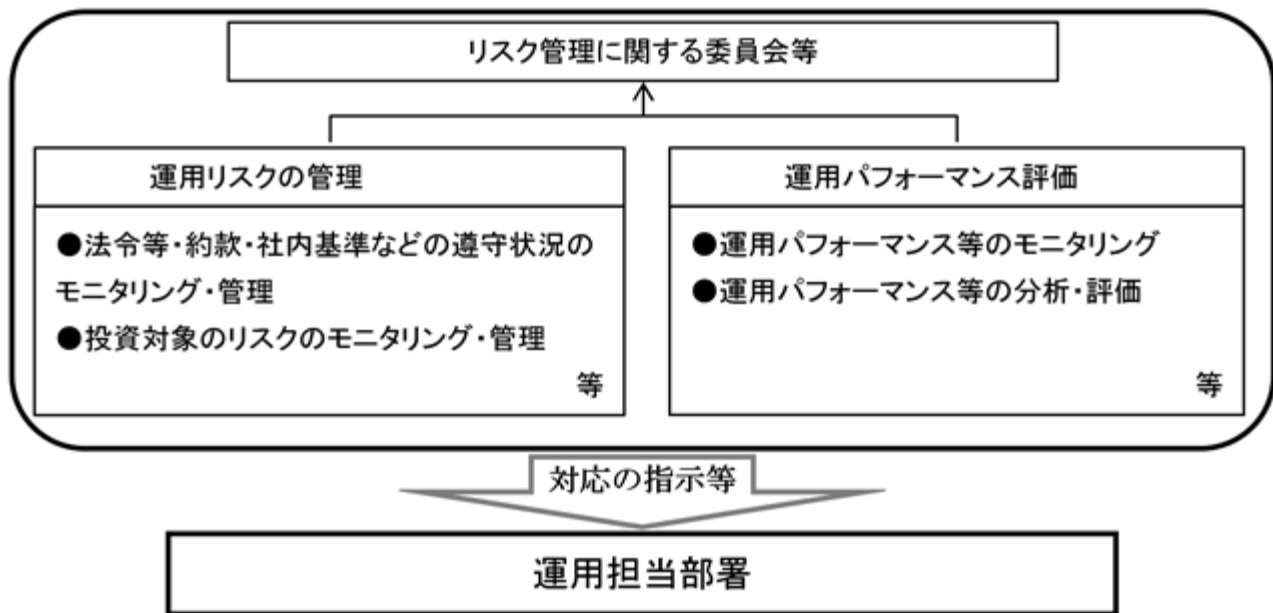 リスク管理に関する委員会等
運用リスクの管理
●法令等・約款・社内基準などの遵守状況の
モニタリング・管理
●投資対象のリスクのモニタリング・管理
等
運用パフォーマンス評価
●運用パフォーマンス等のモニタリング
●運用パフォーマンス等の分析・評価
等
対応の指示等
運用担当部署